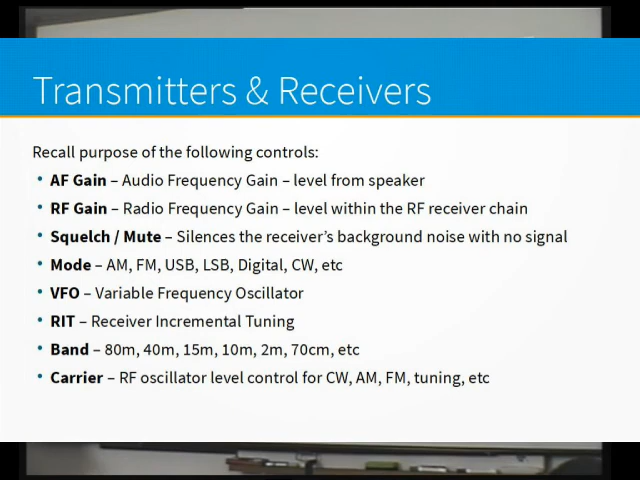 Transmitters & Receivers
Recall purpose of the following controls:
• AF Gain – Audio Frequency Gain – level from speaker
• RF Gain – Radio Frequency Gain – level within the RF receiver chain
• Squelch / Mute – Silences the receiver's background noise with no signal
• Mode – AM, FM, USB, LSB, Digital, CW, etc
• VFO – Variable Frequency Oscillator
• RIT – Receiver Incremental Tuning
• Band – 80m, 40m, 15m, 10m, 2m, 70cm, etc
• Carrier – RF oscillator level control for CW, AM, FM, tuning, etc